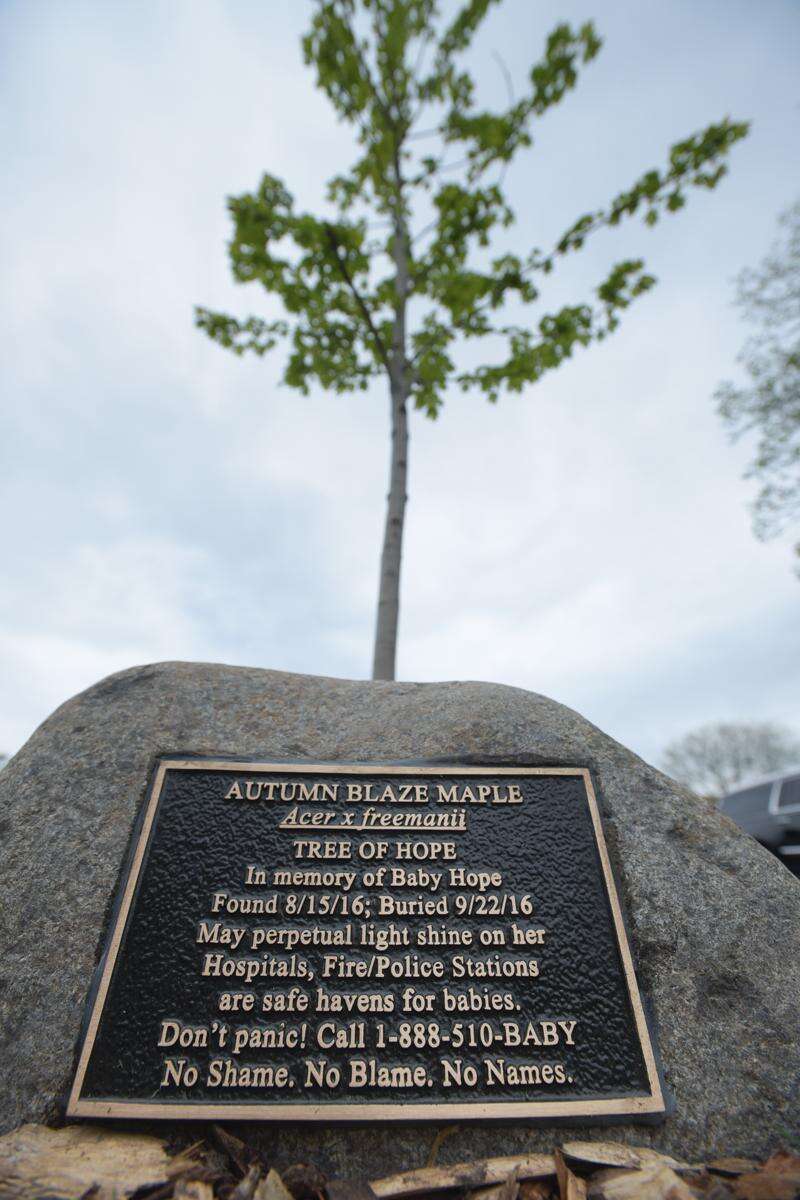 AUTUMN BLAZE MAPLE
Acer x freemanii
TREE OF HOPE
In memory of Baby Hope
Found 8/15/16; Buried 9/22/16
May perpetual light shine on her
Hospitals, Fire/Police Stations
are safe havens for babies.
Don't panic! Call 1-888-510-BABY
No Shame. No Blame. No Names.